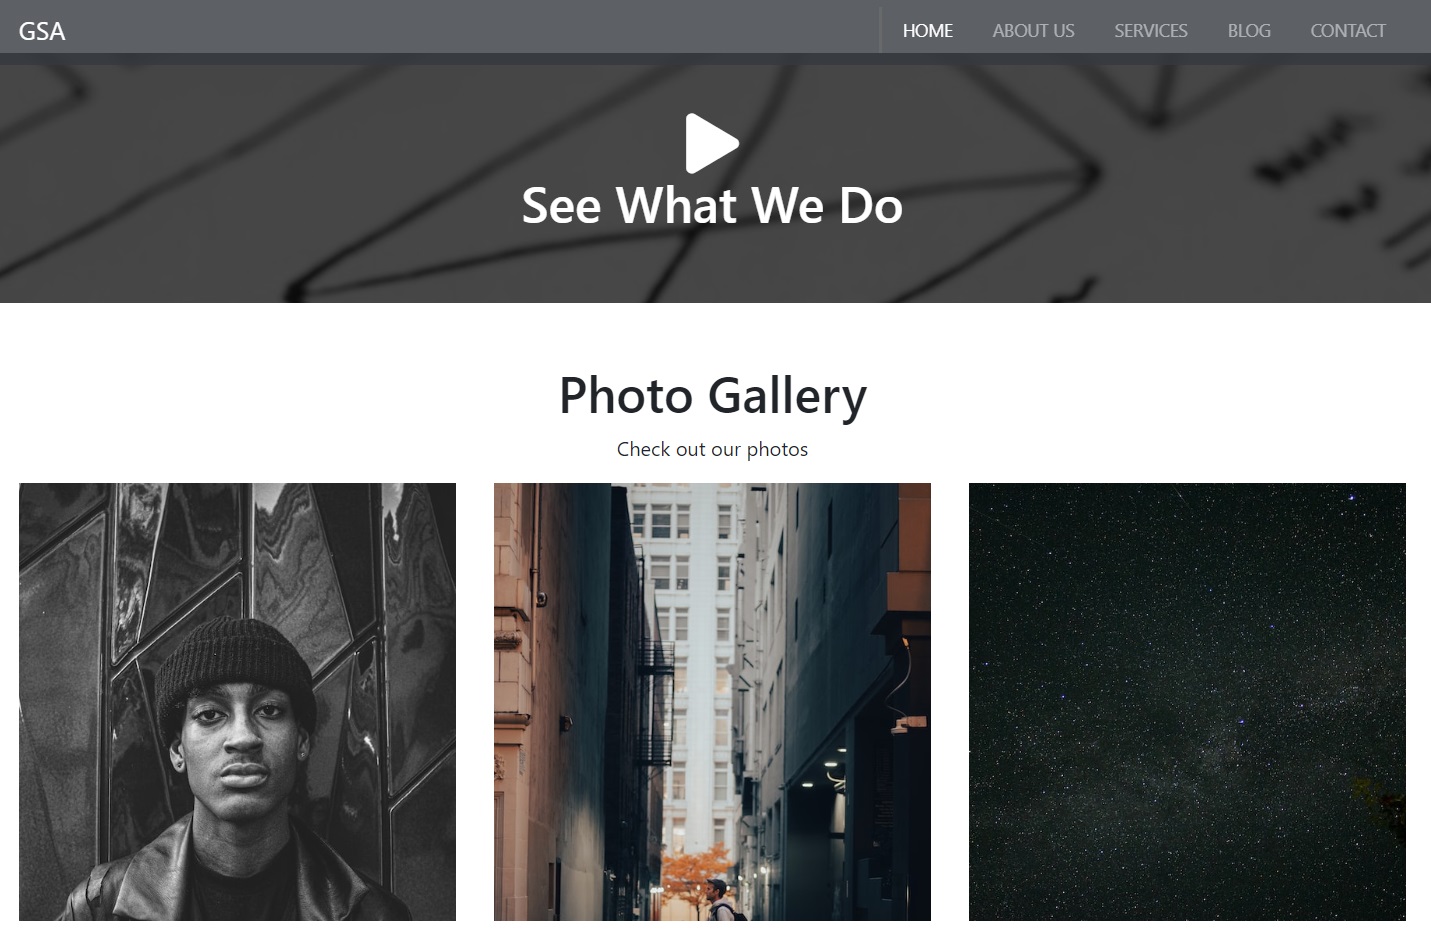 GSA
HOME ABOUT US SERVICES BLOG CONTACT
See What We Do
Photo Gallery
Check out our photos